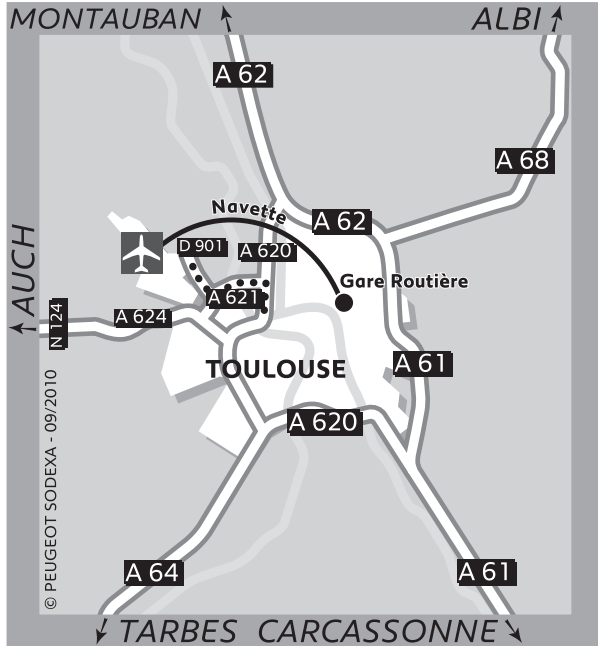 MONTAUBAN
ALBI
A 62
A 68
Navette
A 62
D 901
A 620
Gare Routière
AUCH
A 621
N 124
A 624
TOULOUSE
A 61
A 620
© PEUGEOT SODEXA - 09/2010
A 64
A 61
TARBES CARCASSONNE